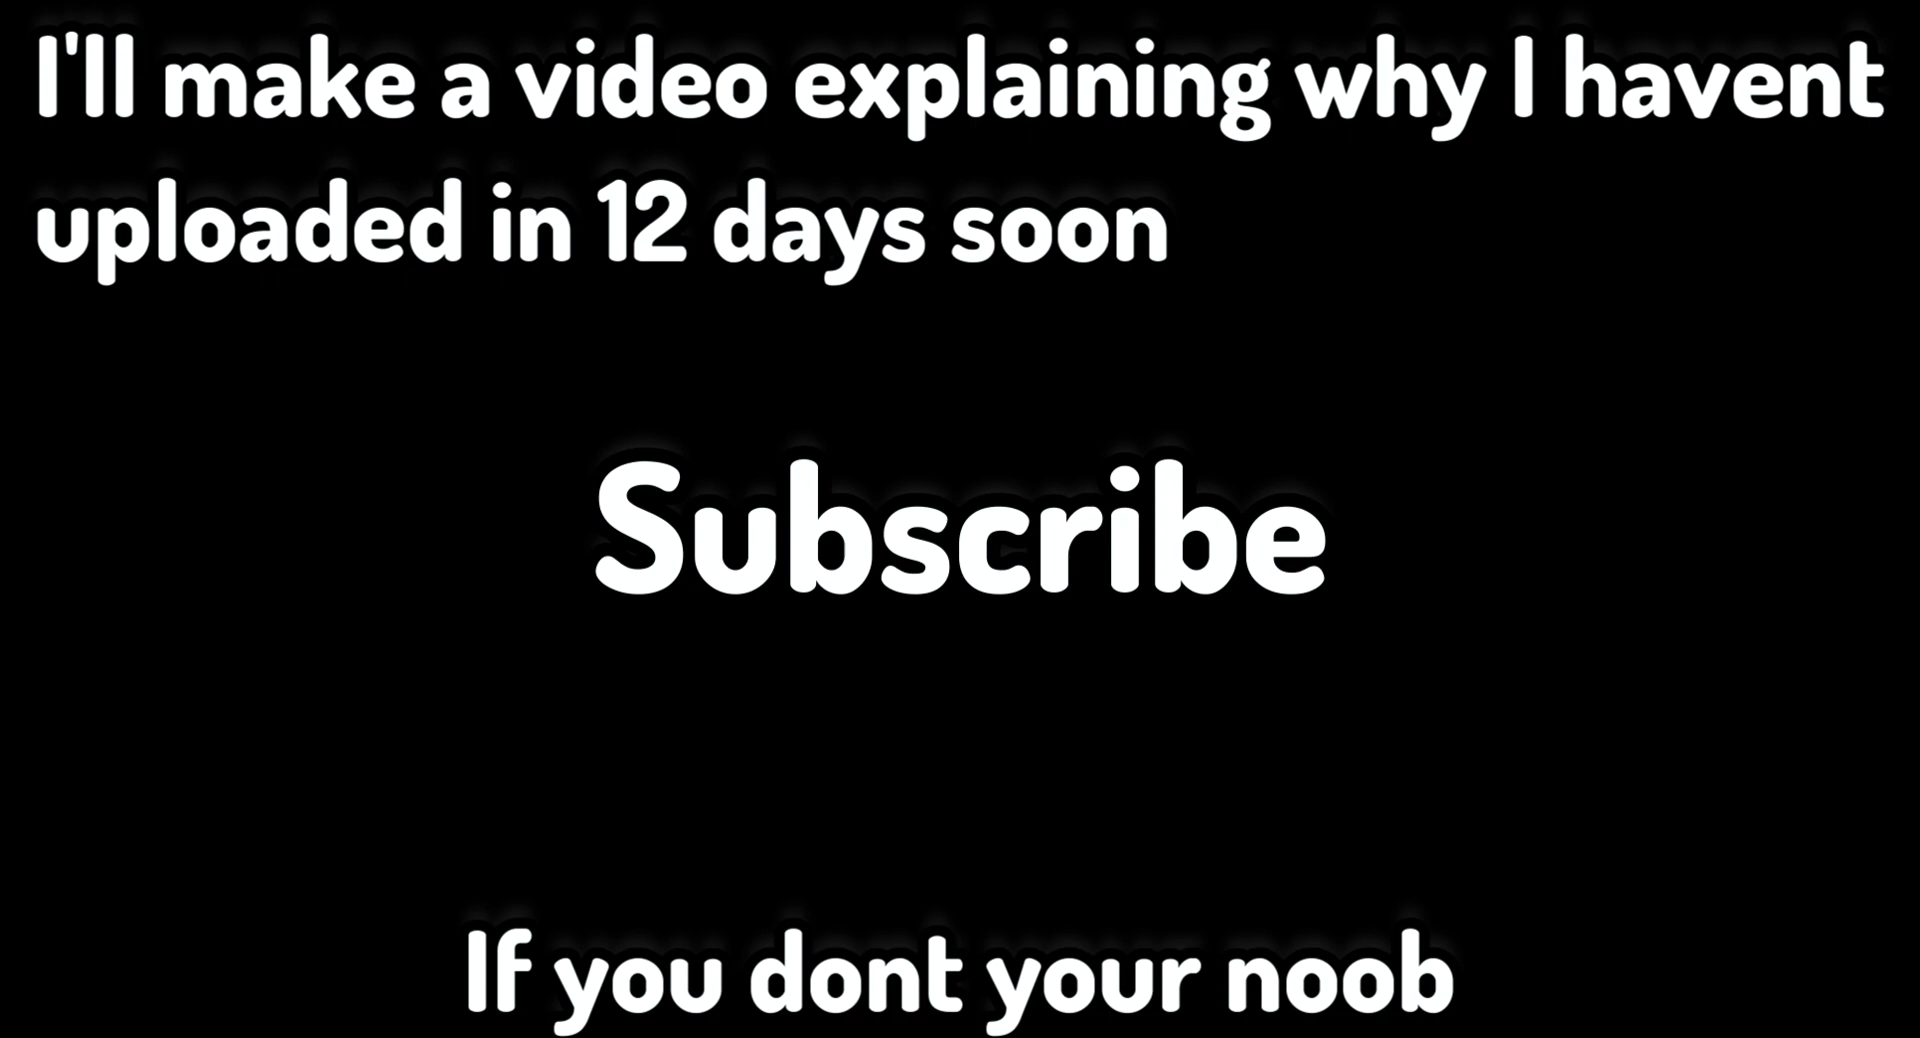 I'll make a video explaining why I havent
uploaded in 12 days soon
Subscribe
If you dont your noob